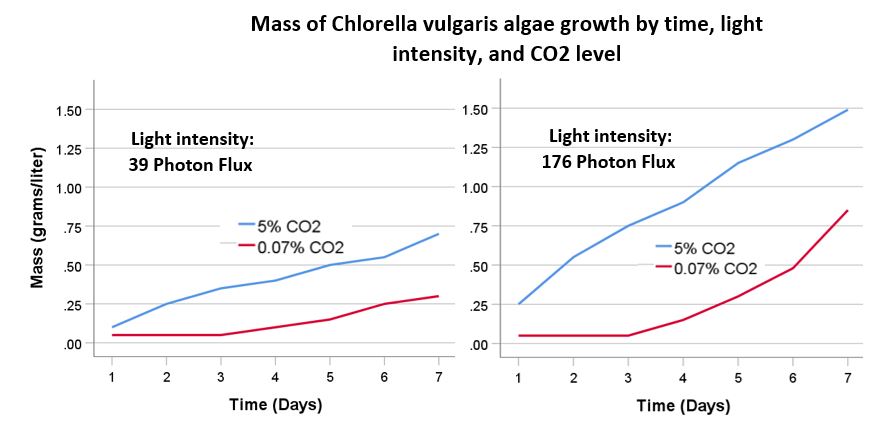 Mass of Chlorella vulgaris algae growth by time, light
intensity, and CO2 level
Mass (grams/liter)
1.50
1.25
1.00
.75
.50
.25
.00
Light intensity:
39 Photon Flux
5% CO2
0.07% CO2
1 2 3 4 5 6 7
Time (Days)
1.50
1.25
1.00
.75
.50
.25
.00
Light intensity:
176 Photon Flux
5% CO2
0.07% CO2
1 2 3 4 5 6 7
Time (Days)